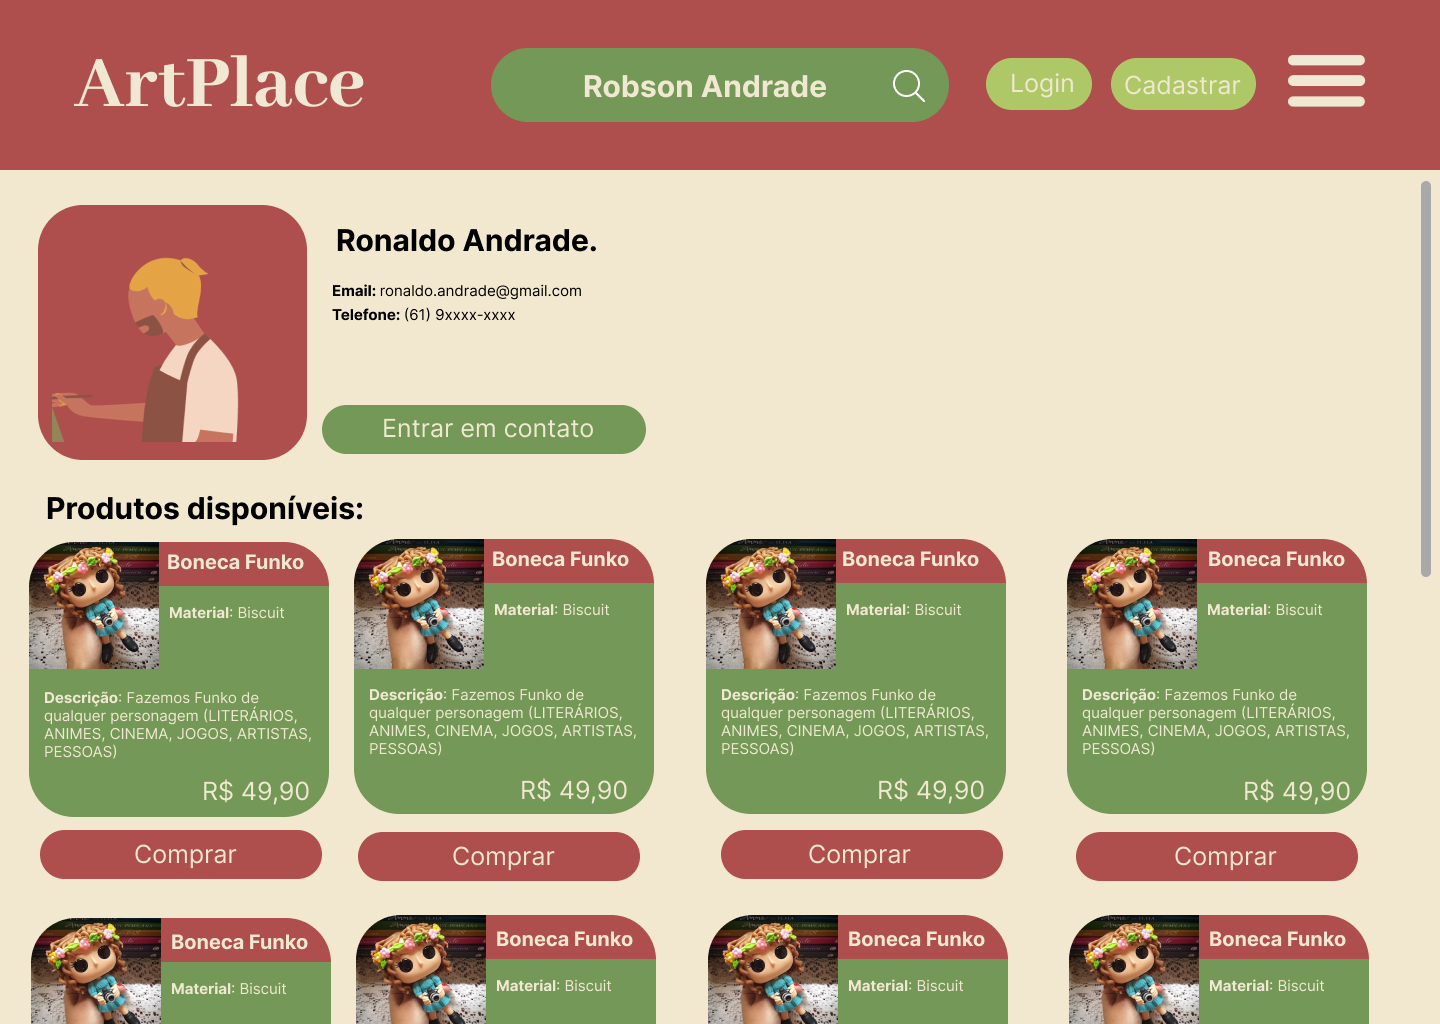 ArtPlace
Robson Andrade
Login
Cadastrar
Ronaldo Andrade.
Email: ronaldo.andrade@gmail.com
Telefone: (61) 9xxxx-xxxx
Entrar em contato
Produtos disponíveis:
Boneca Funko
Material: Biscuit
Descrição: Fazemos Funko de
qualquer personagem (LITERÁRIOS,
ANIMES, CINEMA, JOGOS, ARTISTAS,
PESSOAS)
R$ 49,90
Comprar
Boneca Funko
Material: Biscuit
Descrição: Fazemos Funko de
qualquer personagem (LITERÁRIOS,
ANIMES, CINEMA, JOGOS, ARTISTAS,
PESSOAS)
R$ 49,90
Comprar
Boneca Funko
Material: Biscuit
Descrição: Fazemos Funko de
qualquer personagem (LITERÁRIOS,
ANIMES, CINEMA, JOGOS, ARTISTAS,
PESSOAS)
R$ 49,90
Comprar
Boneca Funko
Material: Biscuit
Descrição: Fazemos Funko de
qualquer personagem (LITERÁRIOS,
ANIMES, CINEMA, JOGOS, ARTISTAS,
PESSOAS)
R$ 49,90
Comprar
Boneca Funko
Material: Biscuit
Boneca Funko
Material: Biscuit
Boneca Funko
Material: Biscuit
Boneca Funko
Material: Biscuit